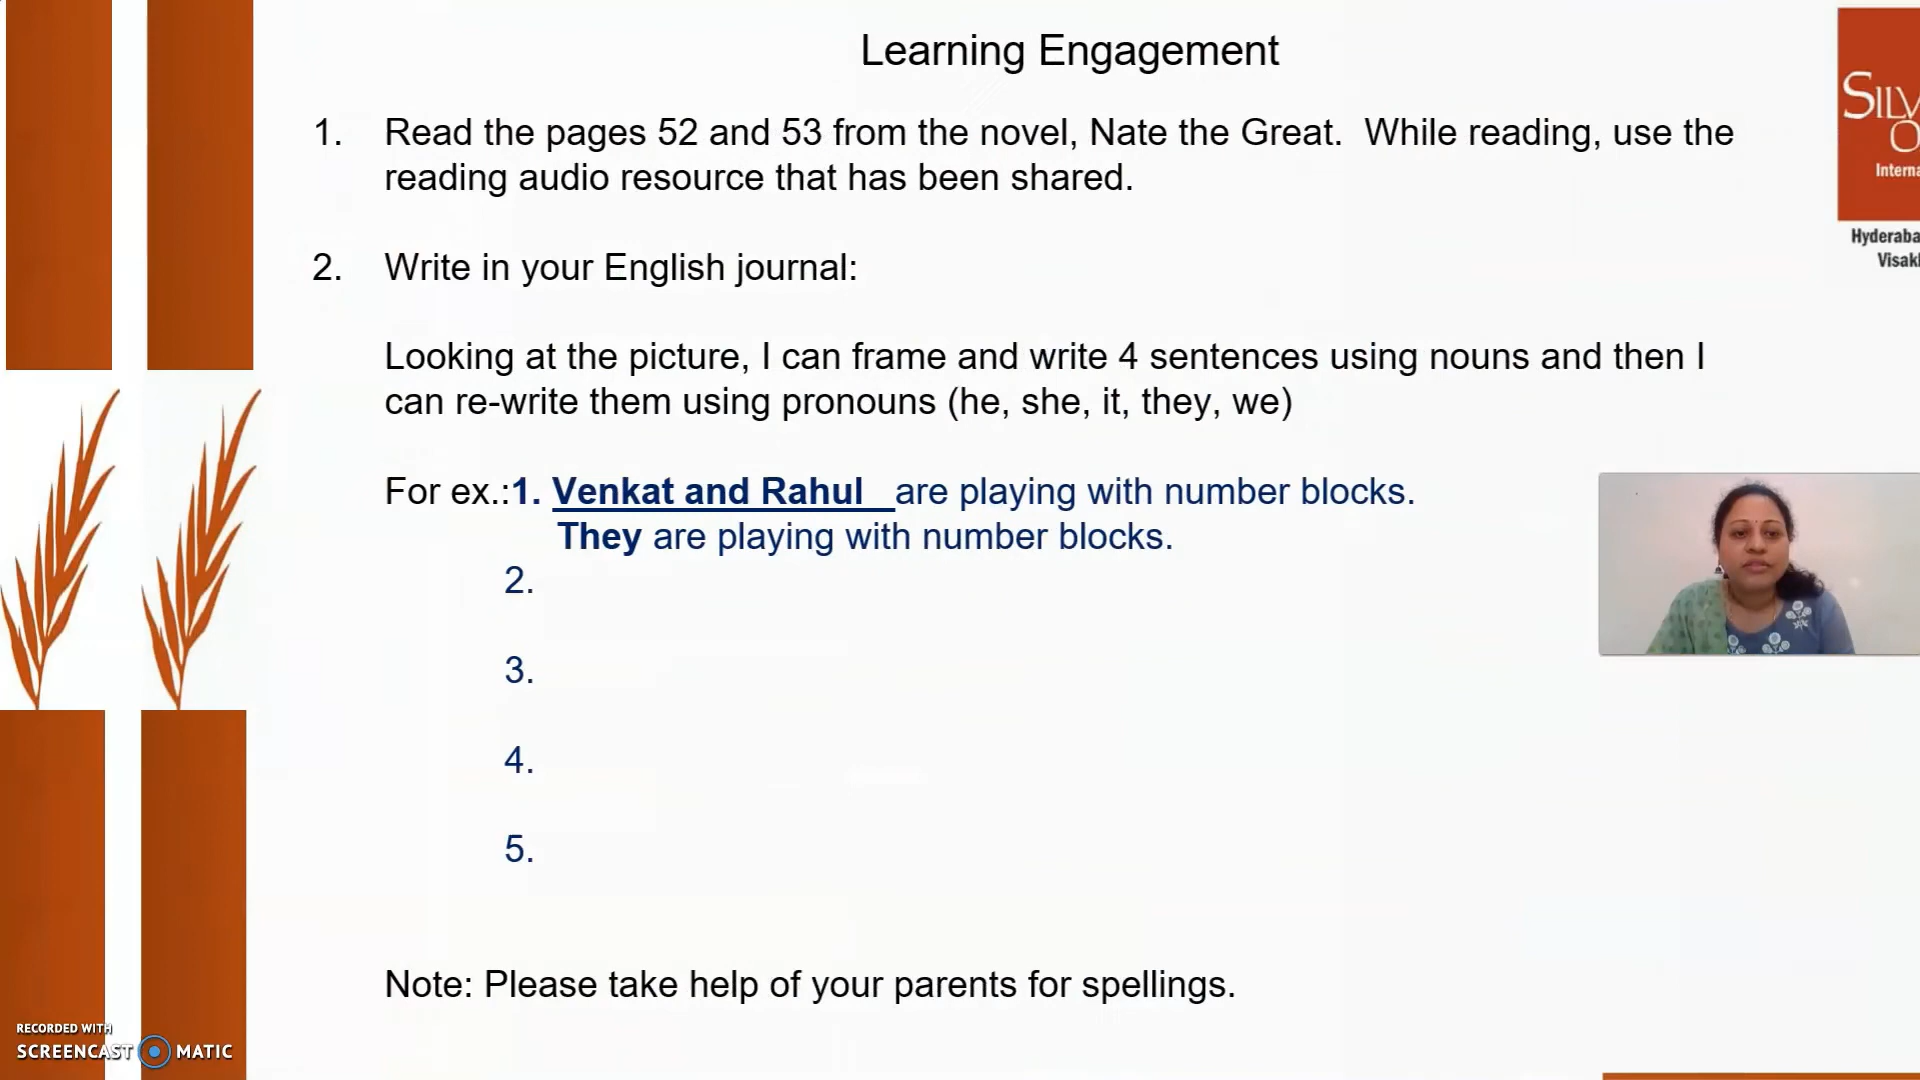 Learning Engagement
1. Read the pages 52 and 53 from the novel, Nate the Great. While reading, use the
reading audio resource that has been shared.
2. Write in your English journal:
Looking at the picture, I can frame and write 4 sentences using nouns and then I
can re-write them using pronouns (he, she, it, they, we)
For ex.:1. Venkat and Rahul are playing with number blocks.
They are playing with number blocks.
2.
3.
4.
5.
Note: Please take help of your parents for spellings.
RECORDED WITH
SCREENCAST MATIC